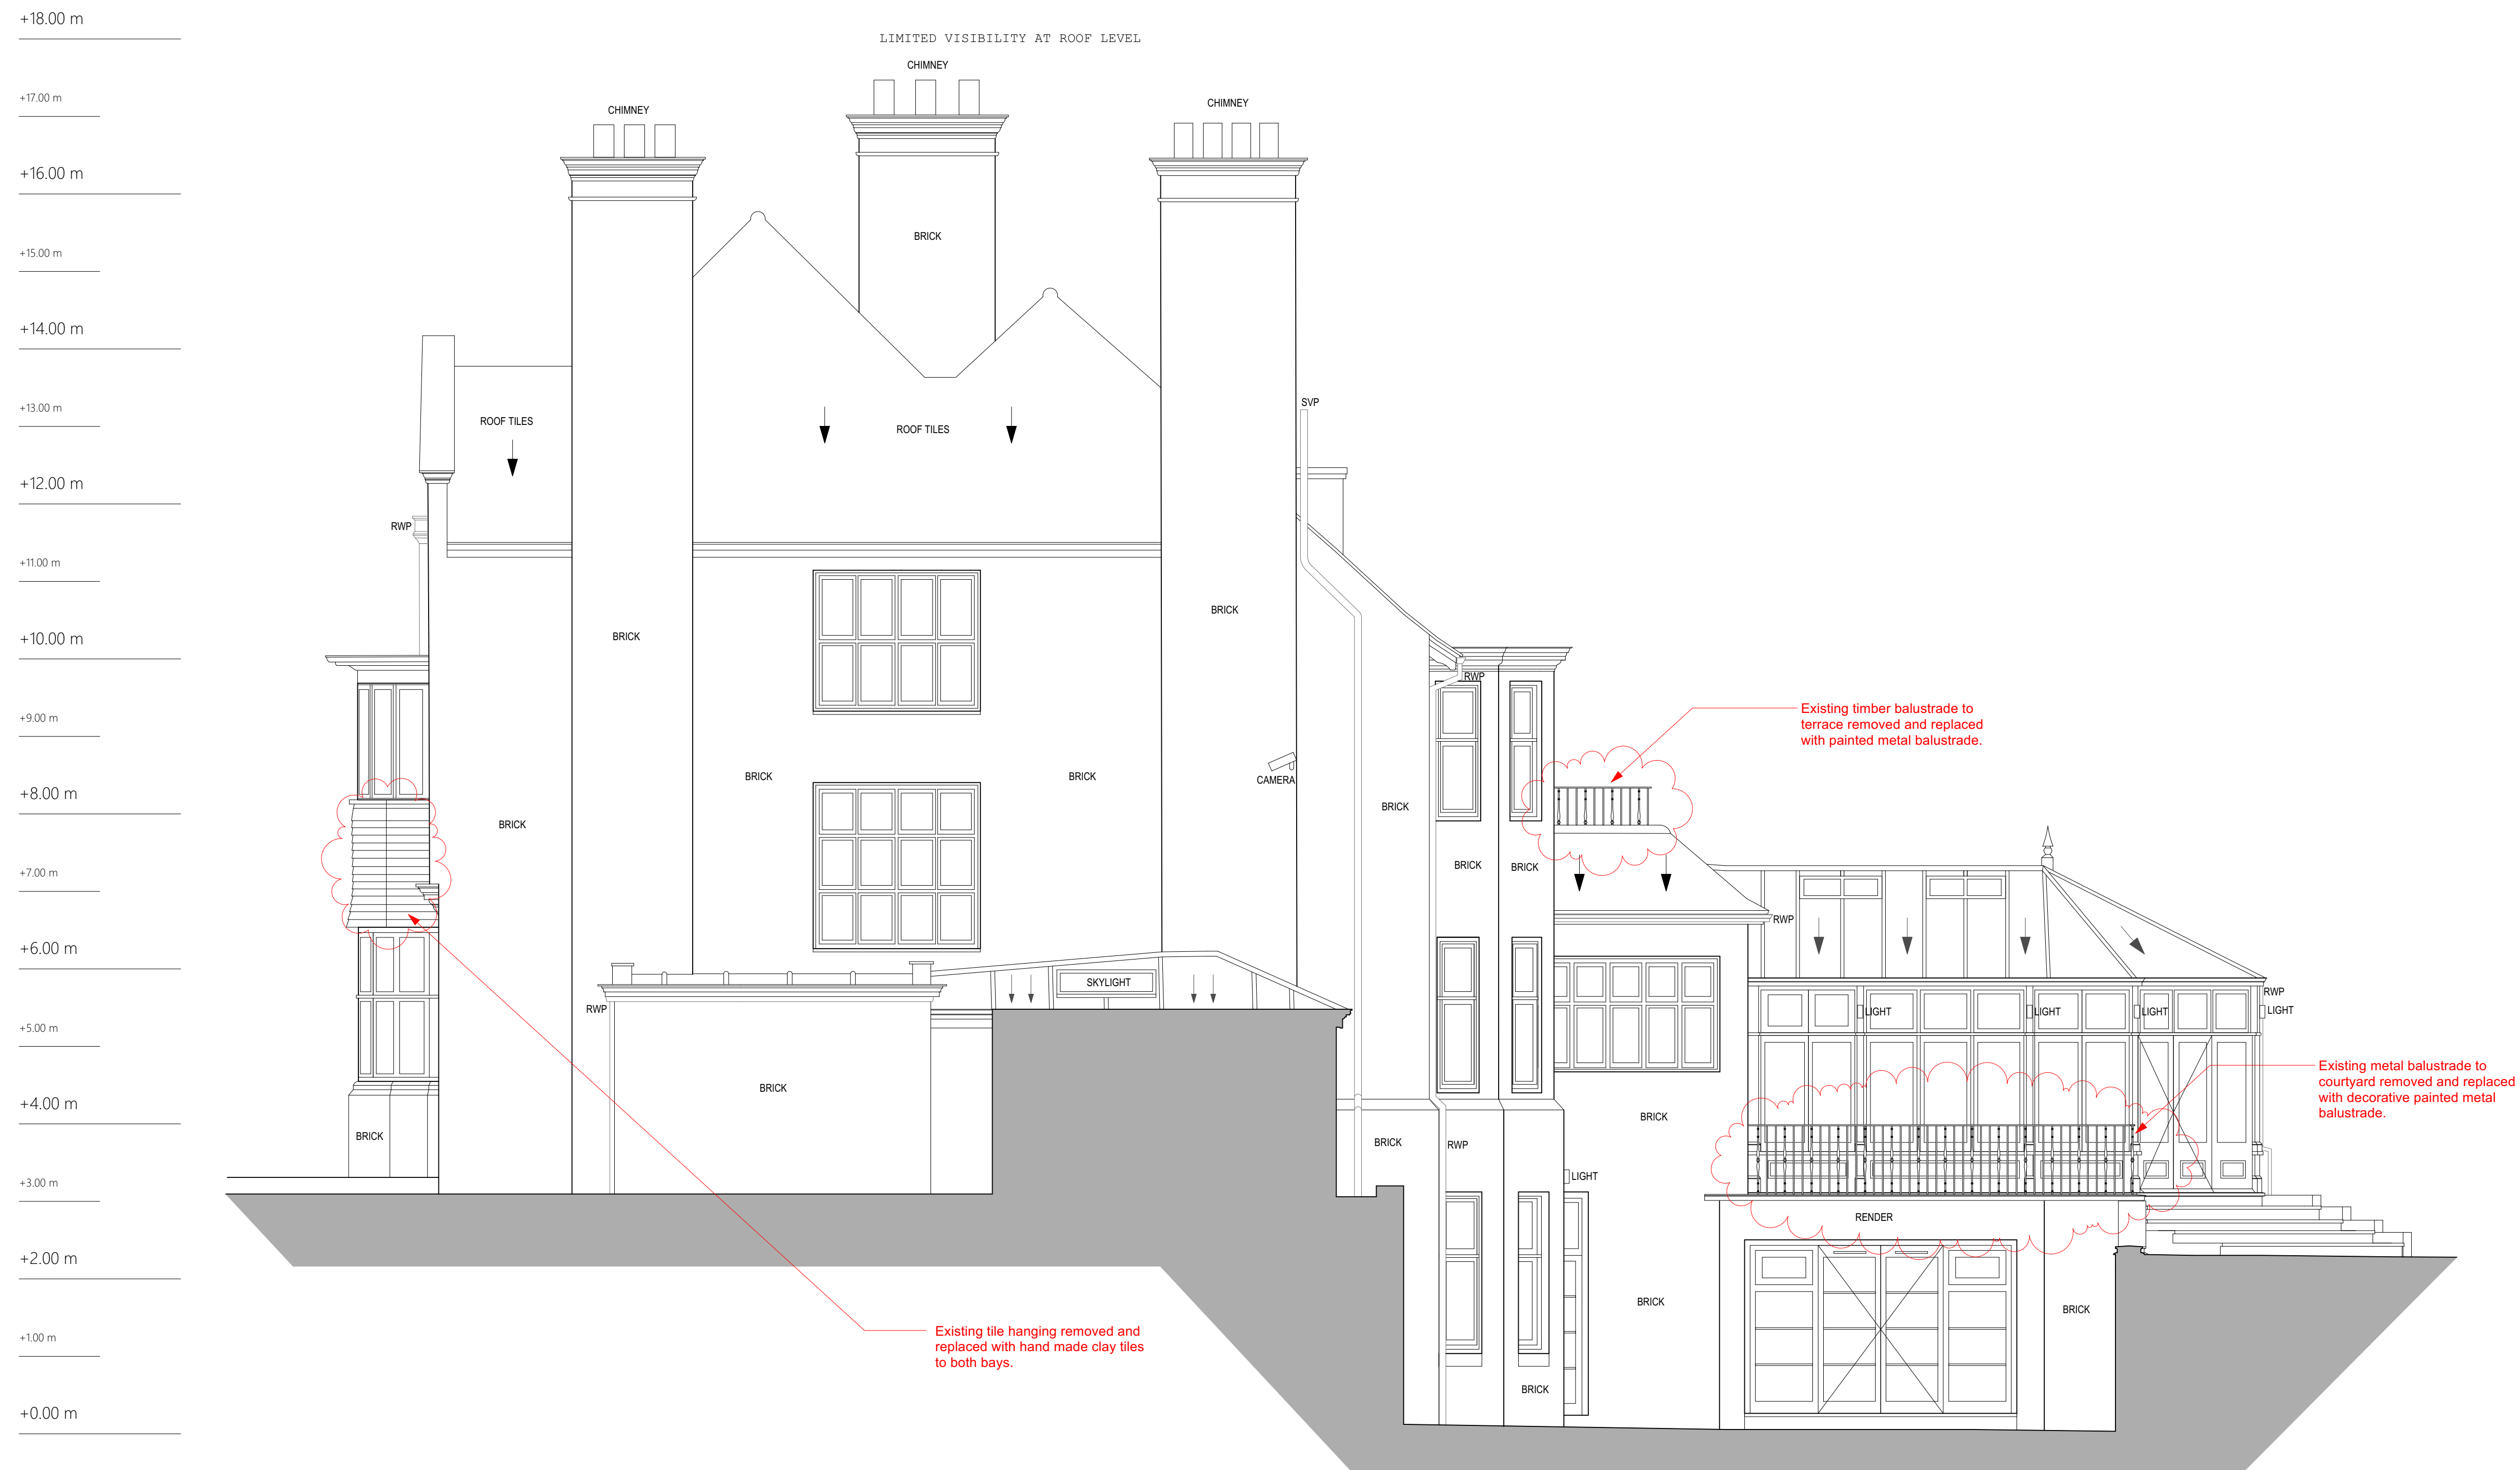 +18.00 m
LIMITED VISIBILITY AT ROOF LEVEL
CHIMNEY
+17.00 m
CHIMNEY
CHIMNEY
+16.00 m
BRICK
+15.00 m
+14.00 m
SVP
+13.00 m
ROOF TILES
ROOF TILES
+12.00 m
RWP
+11.00 m
BRICK
+10.00 m
BRICK
RWP
+9.00 m
Existing timber balustrade to
terrace removed and replaced
with painted metal balustrade.
BRICK
BRICK
CAMERA
+8.00 m
BRICK
BRICK
BRICK
BRICK
+7.00 m
RWP
+6.00 m
SKYLIGHT
RWP
RWP
LIGHT
LIGHT
LIGHT
LIGHT
+5.00 m
Existing metal balustrade to
courtyard removed and replaced
with decorative painted metal
balustrade.
BRICK
+4.00 m
BRICK
BRICK
BRICK
RWP
LIGHT
+3.00 m
RENDER
+2.00 m
BRICK
BRICK
+1.00 m
Existing tile hanging removed and
replaced with hand made clay tiles
to both bays.
BRICK
+0.00 m